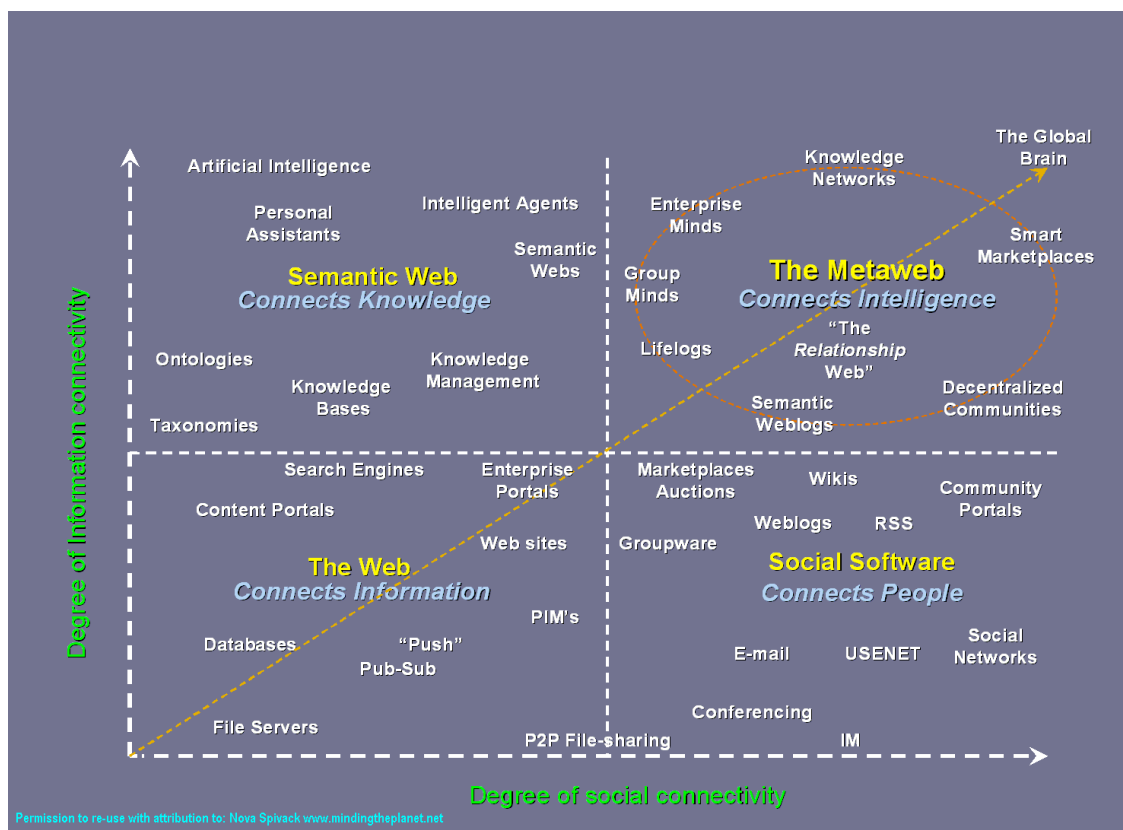 The Global
Brain
Knowledge
Networks
Artificial Intelligence
Intelligent Agents
Enterprise
Minds
Personal
Assistants
Smart
Marketplaces
Semantic
Webs
Semantic Web
Connects Knowledge
Group
Minds
The Metaweb
Connects Intelligence
“The
Relationship
Web”
Lifelogs
Ontologies
Knowledge
Management
Knowledge
Bases
Decentralized
Communities
Semantic
Weblogs
Taxonomies
Degree of Information connectivity
Search Engines
Enterprise
Portals
Marketplaces
Auctions
Wikis
Community
Portals
Content Portals
Weblogs
RSS
Web sites
Groupware
The Web
Connects Information
Social Software
Connects People
PIM's
Databases
“Push”
Pub-Sub
E-mail
USENET
Social
Networks
File Servers
Conferencing
P2P File-sharing
IM
Degree of social connectivity
Permission to re-use with attribution to: Nova Spivack www.mindingtheplanet.net